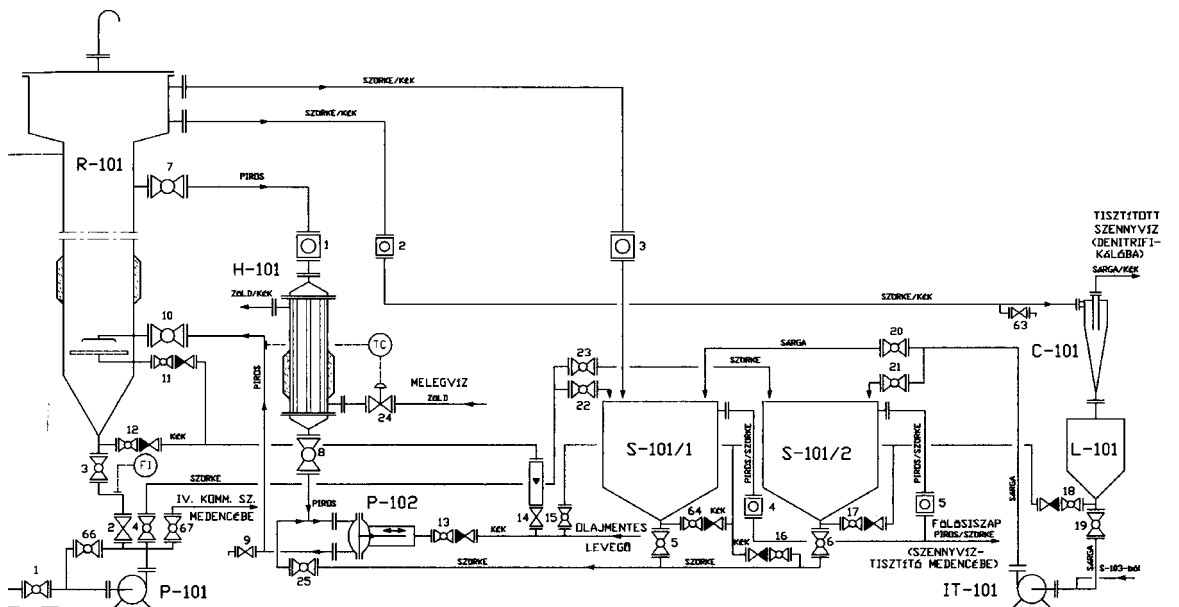 SZÜRKE/KÉK
SZÜRKE/KÉK
R-101
7
PIROS
TISZTÍTOTT
SZENNYVÍZ
(DENITRIFI-
KÁLÓBA)
SÁRGA/KÉK
1
2
3
H-101
ZÖLD/KÉK
SZÜRKE/KÉK
63
10
TC
20
C-101
SÁRGA
23
SZÜRKE
11
PIROS
MELEGVÍZ
21
ZÖLD
24
22
12
KÉK
8
S-101/1
S-101/2
L-101
PIROS/SZÜRKE
PIROS/SZÜRKE
3
FI
SZÜRKE
SÁRGA
IV. KOMM. SZ.
MEDENCÉBE
PIROS
P-102
18
2
4
67
13
KÉK
14
15
OLAJMENTES
LEVEGŐ
64
KÉK
4
17
5
19
FÖLÖSISZAP
PIROS/SZÜRKE
66
9
5
KÉK
16
6
(SZENNYVÍZ-
TISZTÍTÓ MEDENCÉBE)
SÁRGA
1
25
SZÜRKE
SZÜRKE
S-103-ból
P-101
IT-101